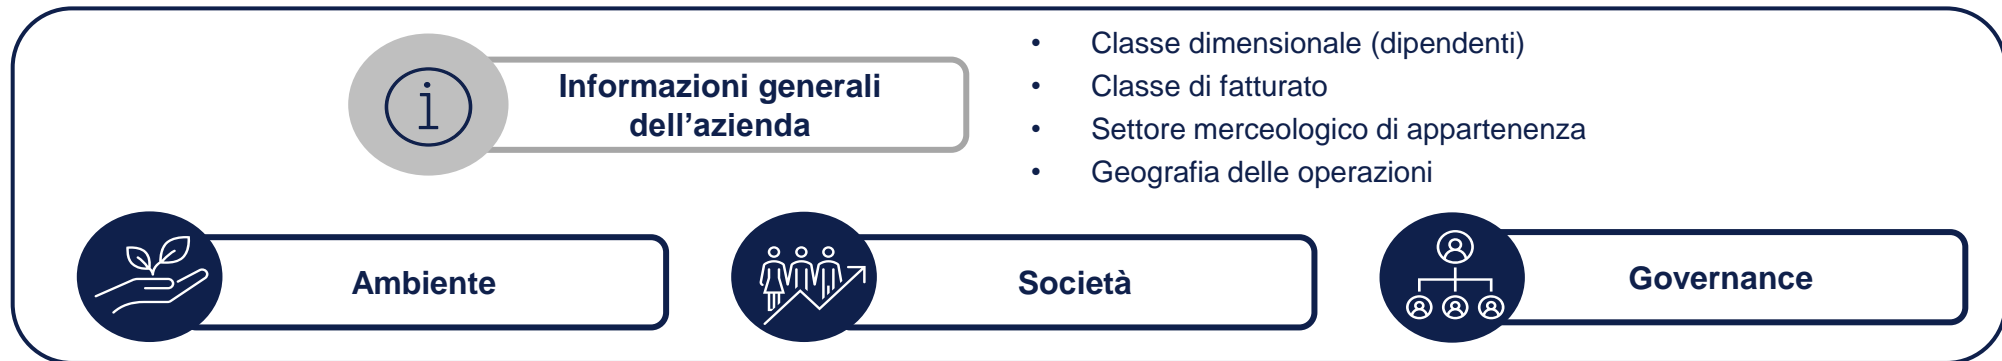 Informazioni generali
dell’azienda
• Classe dimensionale (dipendenti)
• Classe di fatturato
• Settore merceologico di appartenenza
• Geografia delle operazioni
Ambiente
Società
Governance